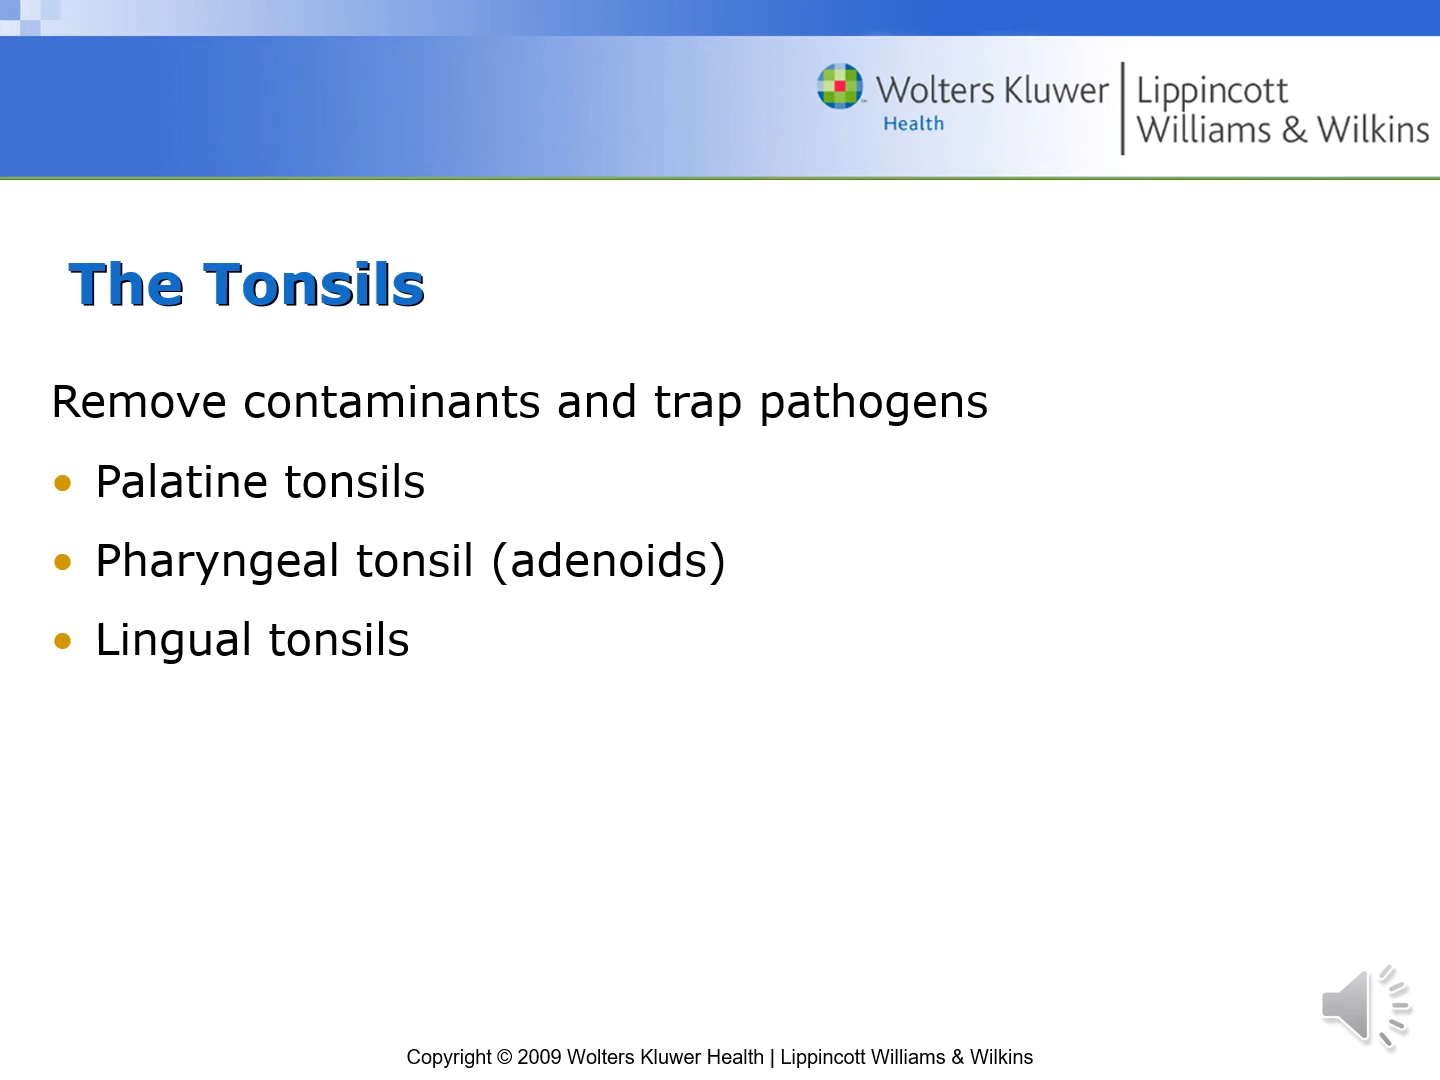 Wolters Kluwer
Health
Lippincott
Williams & Wilkins
The Tonsils
Remove contaminants and trap pathogens
• Palatine tonsils
• Pharyngeal tonsil (adenoids)
• Lingual tonsils
Copyright © 2009 Wolters Kluwer Health | Lippincott Williams & Wilkins